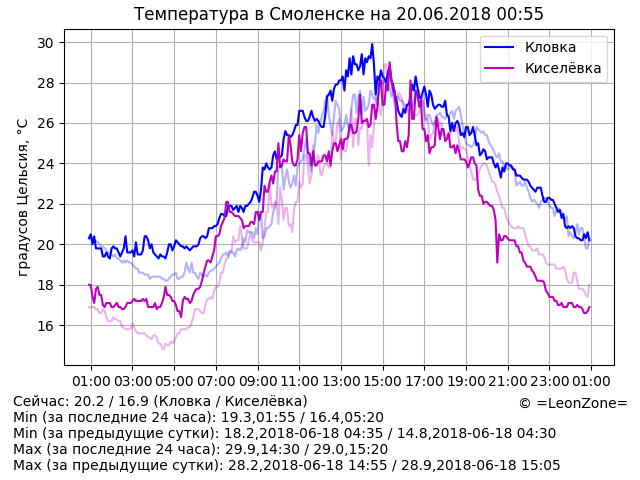 Температура в Смоленске на 20.06.2018 00:55
градусов Цельсия, °C
30
28
26
24
22
20
18
16
Кловка
Киселёвка
01:00 03:00 05:00 07:00 09:00 11:00 13:00 15:00 17:00 19:00 21:00 23:00 01:00
Сейчас: 20.2 / 16.9 (Кловка / Киселёвка)
© =LeonZone=
Min (за последние 24 часа): 19.3,01:55 / 16.4,05:20
Min (за предыдущие сутки): 18.2,2018-06-18 04:35 / 14.8,2018-06-18 04:30
Max (за последние 24 часа): 29.9,14:30 / 29.0,15:20
Max (за предыдущие сутки): 28.2,2018-06-18 14:55 / 28.9,2018-06-18 15:05